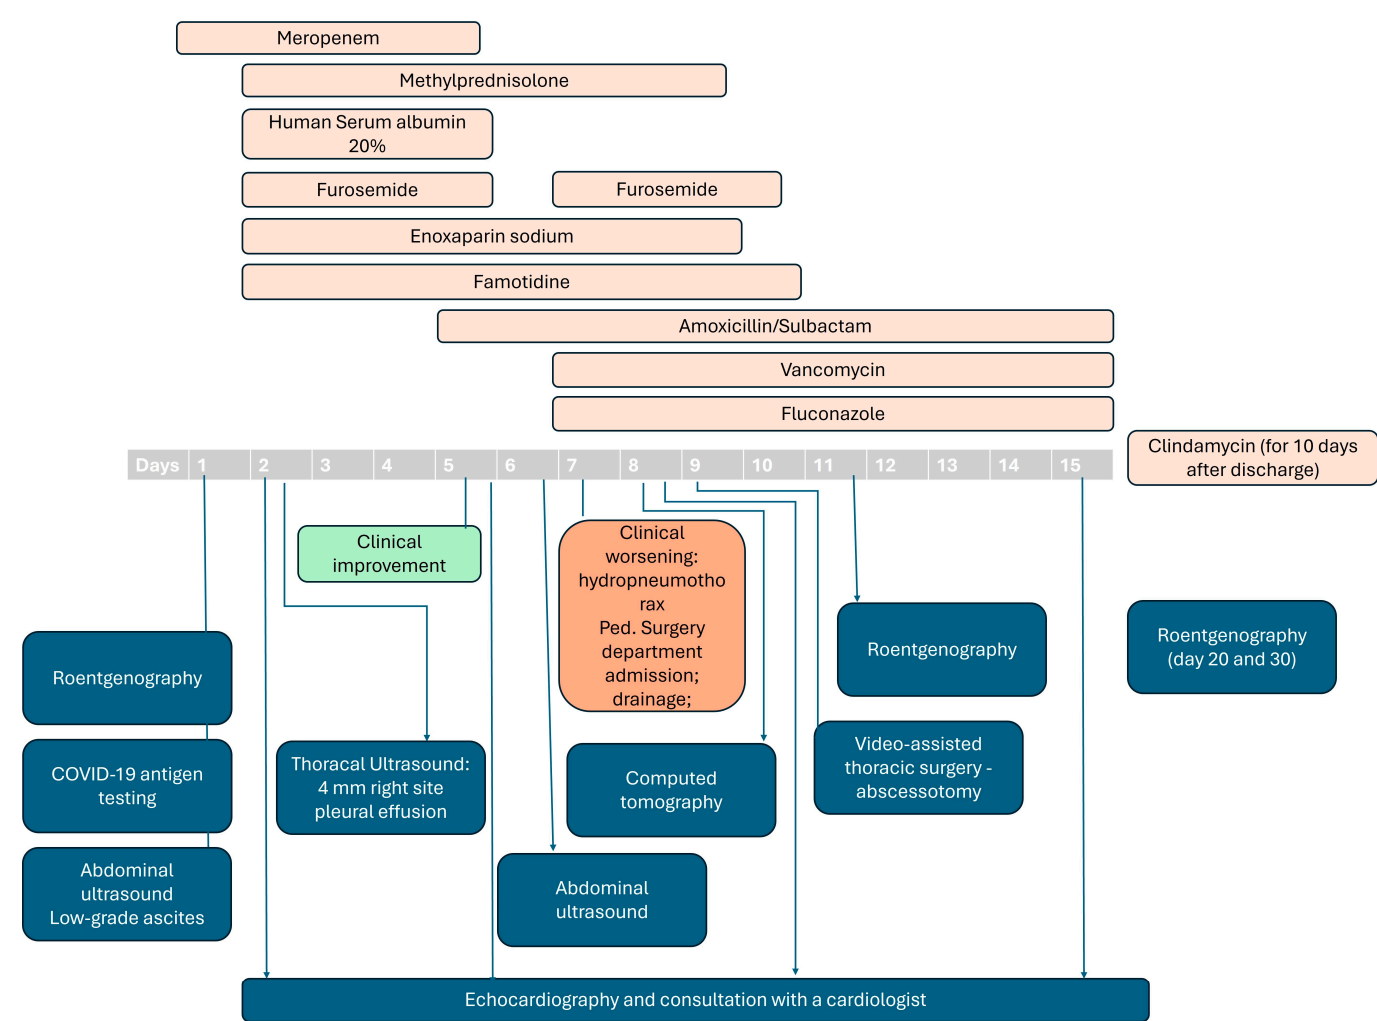 Meropenem
Methylprednisolone
Human Serum albumin
20%
Furosemide
Furosemide
Enoxaparin sodium
Famotidine
Amoxicillin/Sulbactam
Vancomycin
Fluconazole
Clindamycin (for 10 days
after discharge)
Days 1 2 3 4 5 6 7 8 9 10 11 12 13 14 15
Clinical
improvement
Clinical
worsening:
hydropneumotho
rax
Ped. Surgery
department
admission;
drainage;
Roentgenography
Roentgenography
Roentgenography
(day 20 and 30)
COVID-19 antigen
testing
Thoracal Ultrasound:
4 mm right site
pleural effusion
Computed
tomography
Video-assisted
thoracic surgery -
abscessotomy
Abdominal
ultrasound
Low-grade ascites
Abdominal
ultrasound
Echocardiography and consultation with a cardiologist